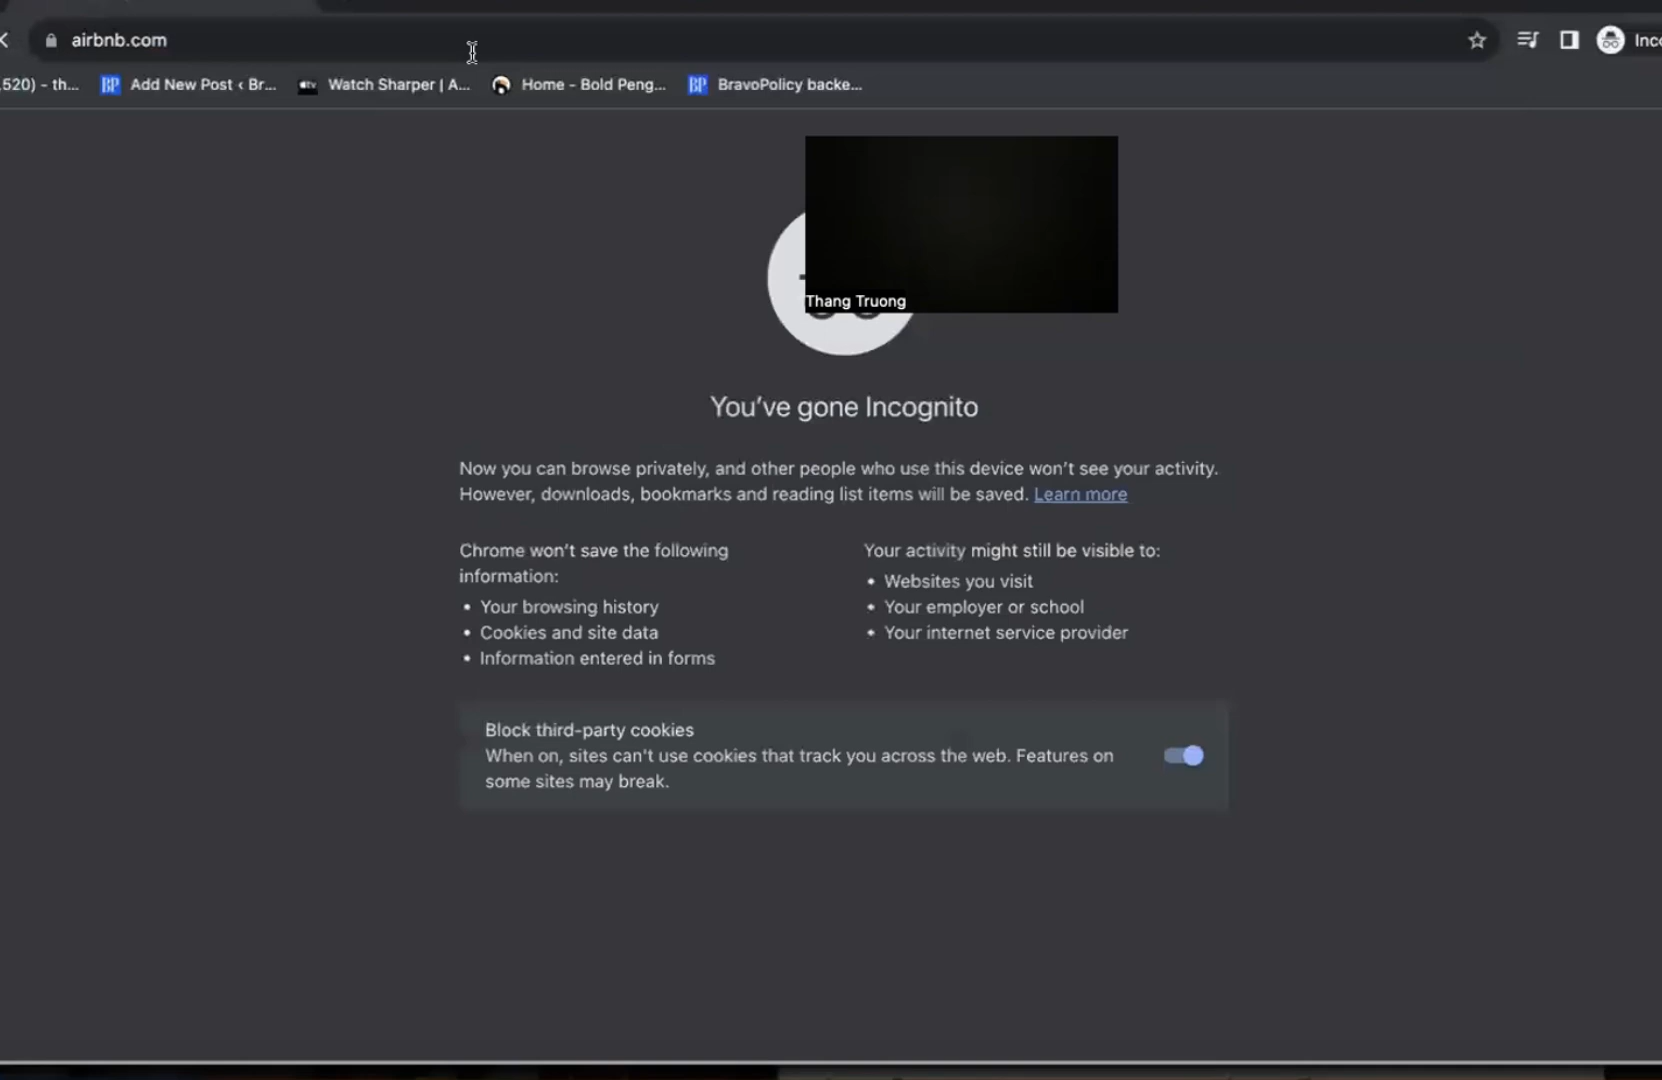 airbnb.com
Inc
520) - th...
BP
Add New Post ‹ Br...
tv
Watch Sharper | A...
Home - Bold Peng...
BP
BravoPolicy backe...
Thang Truong
You've gone Incognito
Now you can browse privately, and other people who use this device won't see your activity.
However, downloads, bookmarks and reading list items will be saved. Learn more
Chrome won't save the following
information:
• Your browsing history
• Cookies and site data
• Information entered in forms
Your activity might still be visible to:
• Websites you visit
• Your employer or school
• Your internet service provider
Block third-party cookies
When on, sites can't use cookies that track you across the web. Features on
some sites may break.